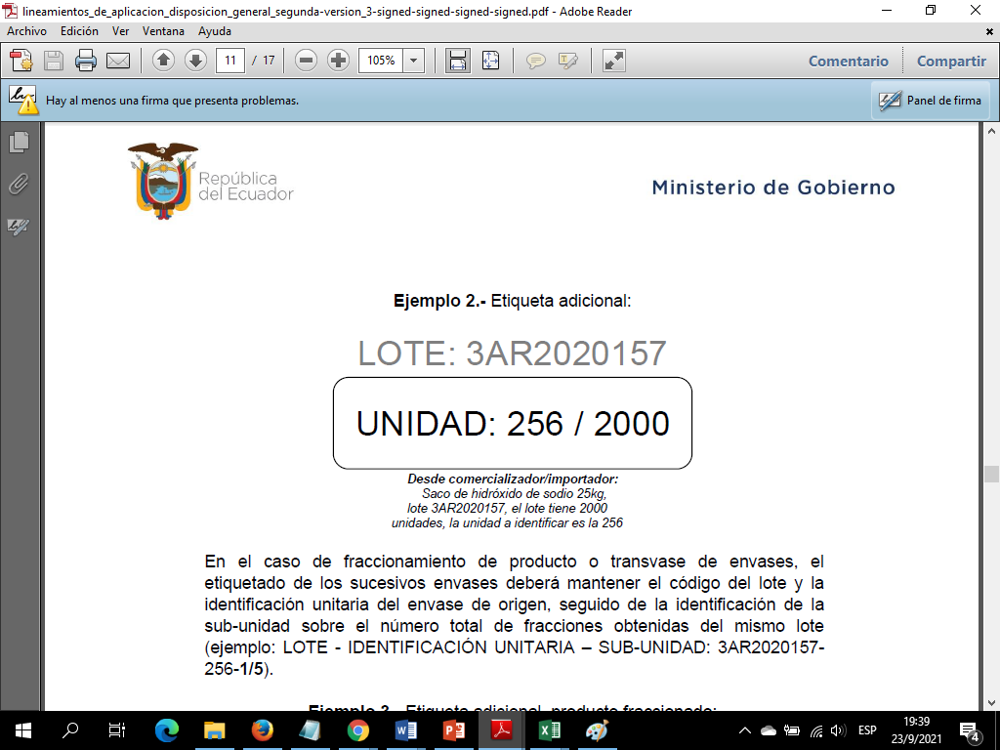 lineamientos_de_aplicacion_disposicion_general_segunda-version_3-signed-signed-signed-signed.pdf - Adobe Reader
Archivo Edición Ver Ventana Ayuda
11 / 17 105% Comentario Compartir
Hay al menos una firma que presenta problemas. Panel de firma
República
del Ecuador
Ministerio de Gobierno
Ejemplo 2.- Etiqueta adicional:
LOTE: 3AR2020157
UNIDAD: 256 / 2000
Desde comercializador/importador:
Saco de hidróxido de sodio 25kg,
lote 3AR2020157, el lote tiene 2000
unidades, la unidad a identificar es la 256
En el caso de fraccionamiento de producto o transvase de envases, el
etiquetado de los sucesivos envases deberá mantener el código del lote y la
identificación unitaria del envase de origen, seguido de la identificación de la
sub-unidad sobre el número total de fracciones obtenidas del mismo lote
(ejemplo: LOTE - IDENTIFICACIÓN UNITARIA – SUB-UNIDAD: 3AR2020157-
256-1/5).
Ejemplo 3.- Etiqueta adicional, producto fraccionado:
ESP
19:39
23/9/2021
4